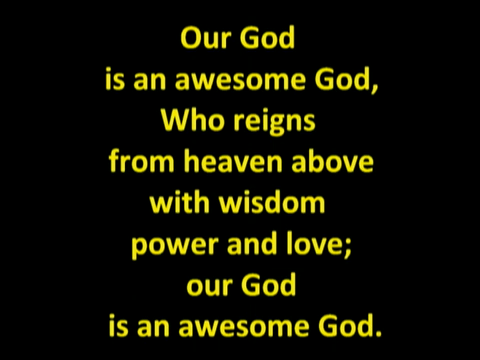 Our God
is an awesome God,
Who reigns
from heaven above
with wisdom
power and love;
our God
is an awesome God.